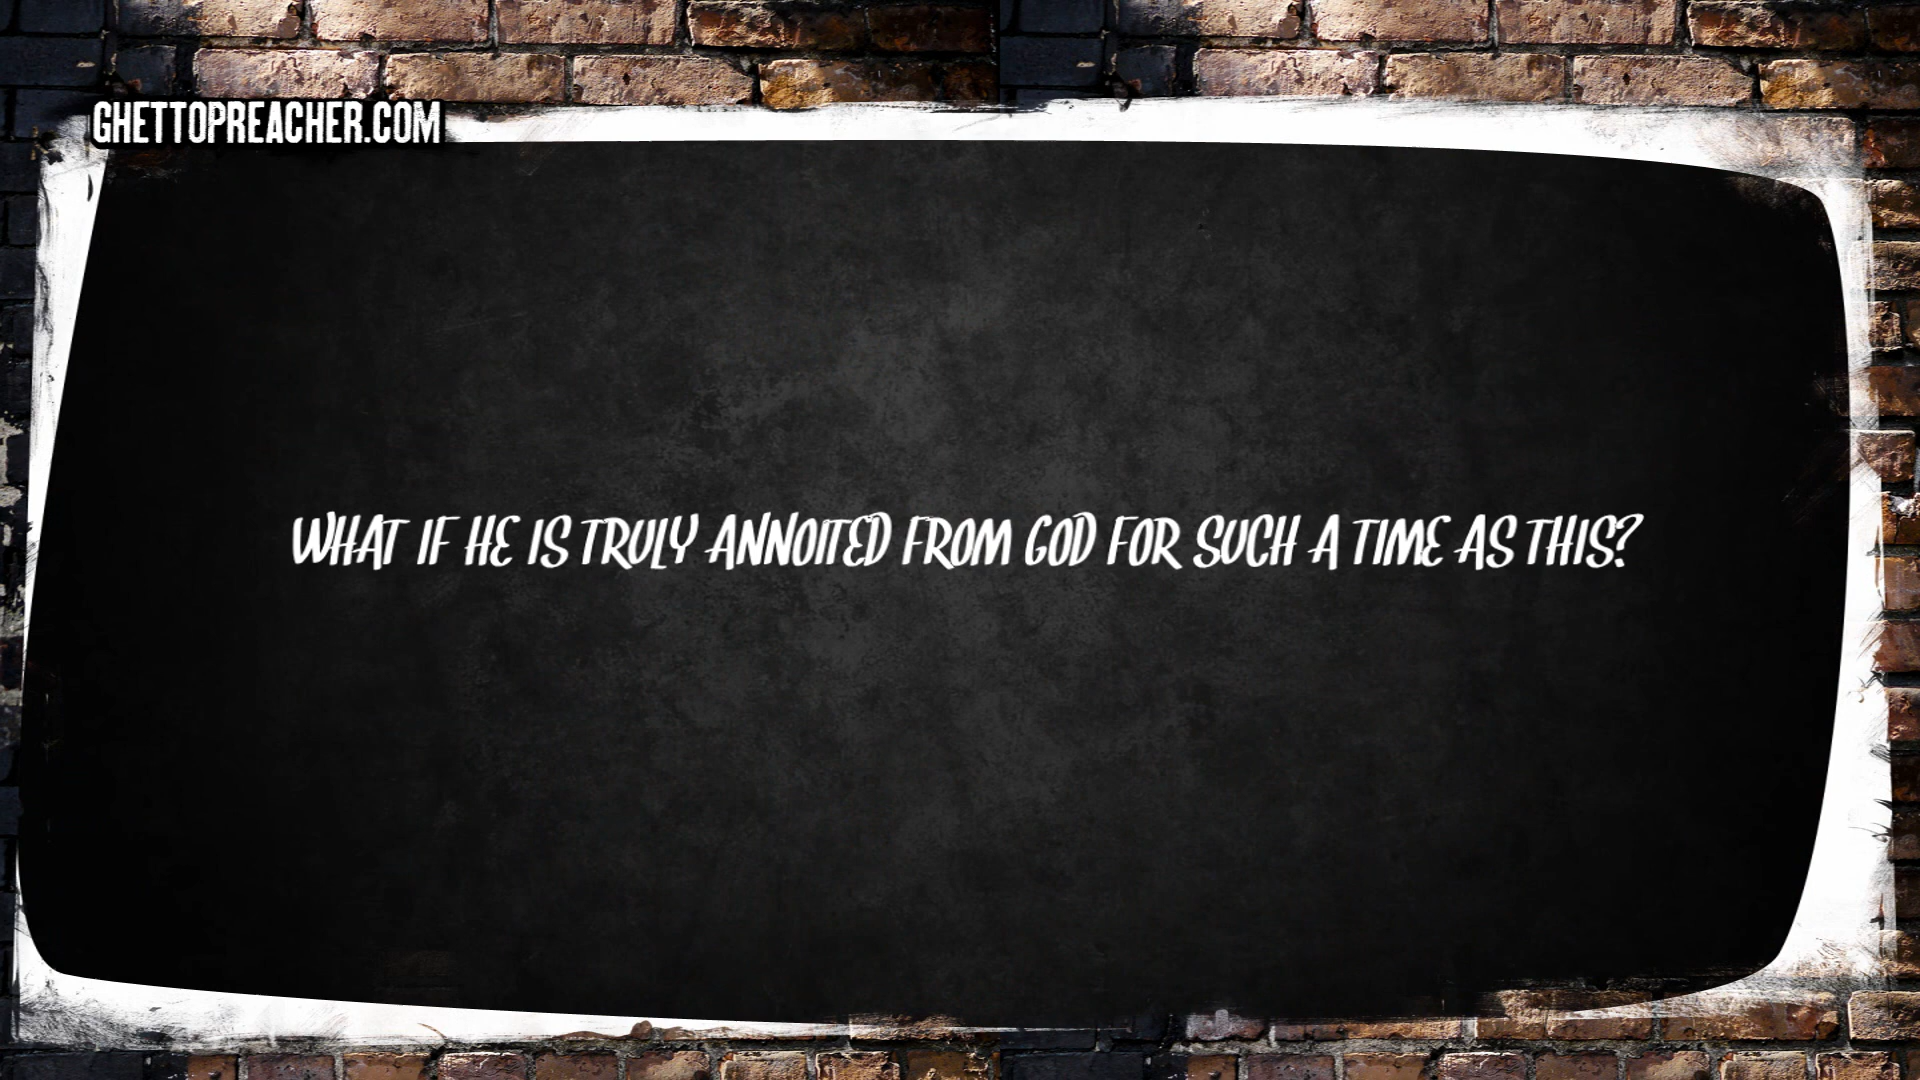 GHETTOPREACHER.COM
WHAT IF HE IS TRULY ANNOITED FROM GOD FOR SUCH A TIME AS THIS?